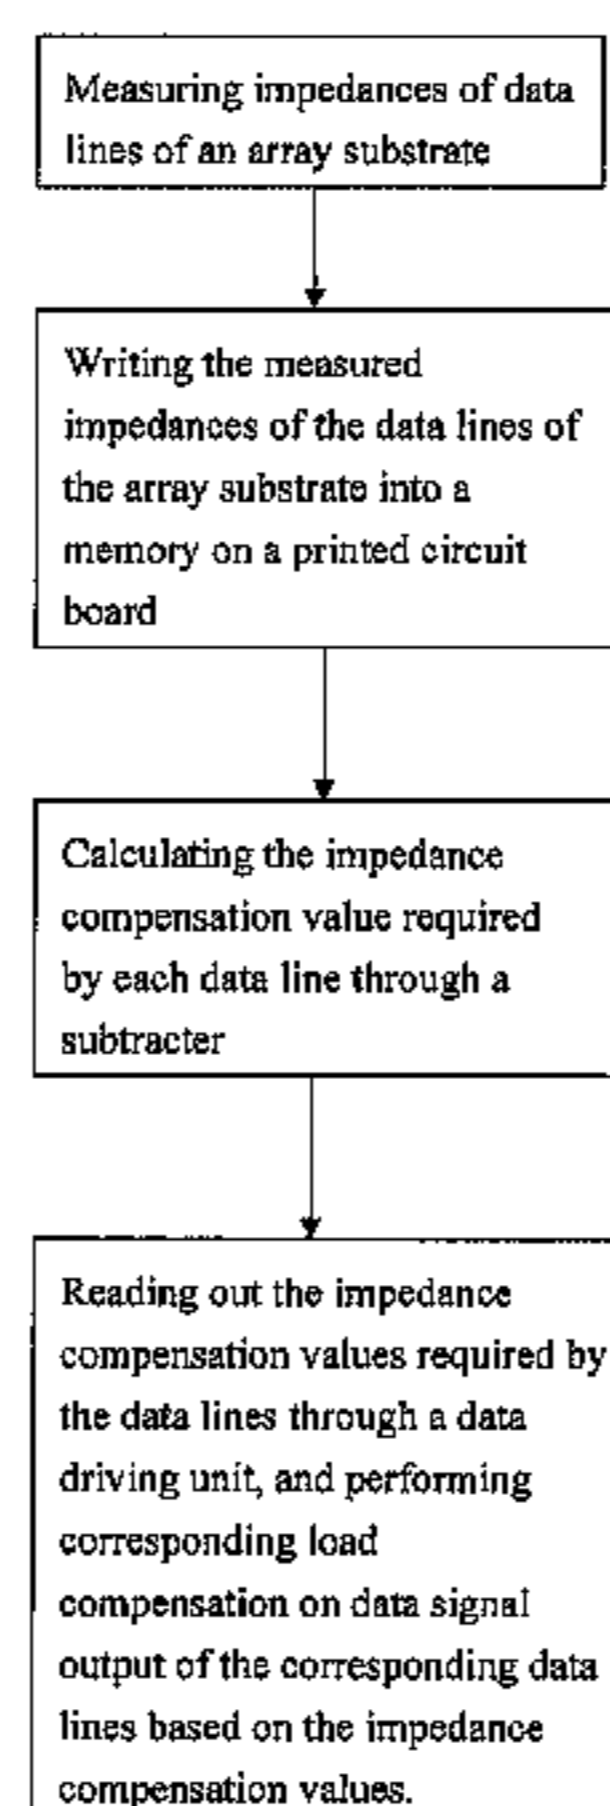 Measuring impedances of data
lines of an array substrate
Writing the measured
impedances of the data lines of
the array substrate into a
memory on a printed circuit
board
Calculating the impedance
compensation value required
by each data line through a
subtracter
Reading out the impedance
compensation values required by
the data lines through a data
driving unit, and performing
corresponding load
compensation on data signal
output of the corresponding data
lines based on the impedance
compensation values.